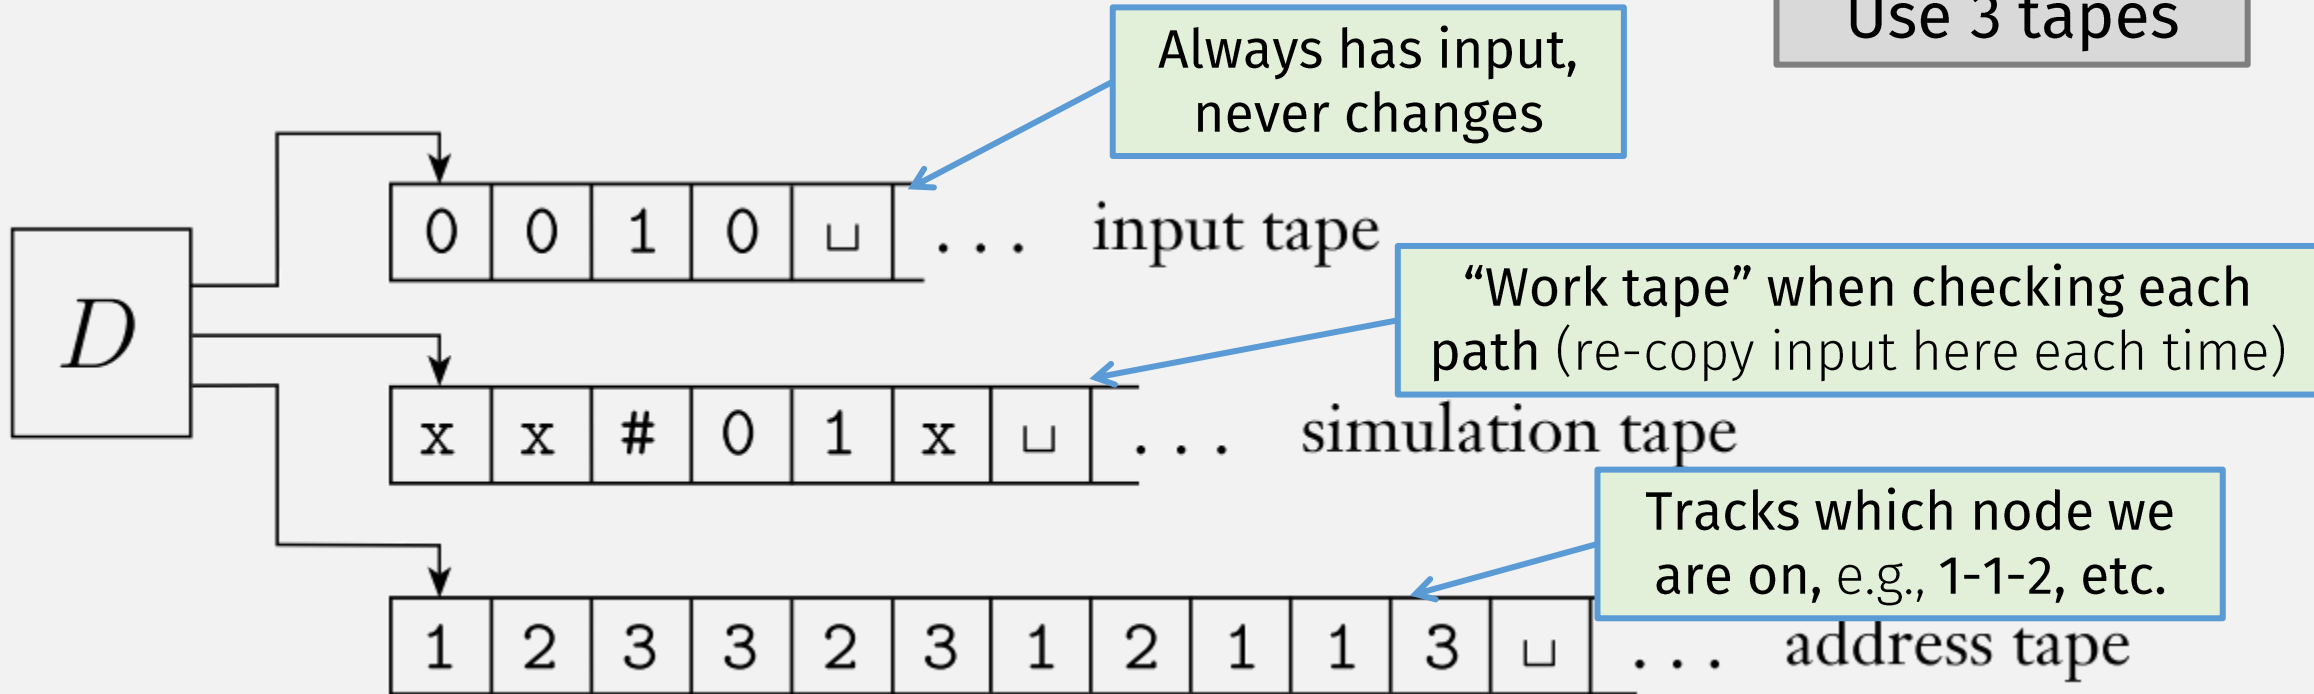 Use 3 tapes
Always has input,
never changes
0 0 1 0 ␣ ... input tape
D
“Work tape” when checking each
path (re-copy input here each time)
x x # 0 1 x ␣ ... simulation tape
Tracks which node we
are on, e.g., 1-1-2, etc.
1 2 3 3 2 3 1 2 1 1 3 ␣ ... address tape